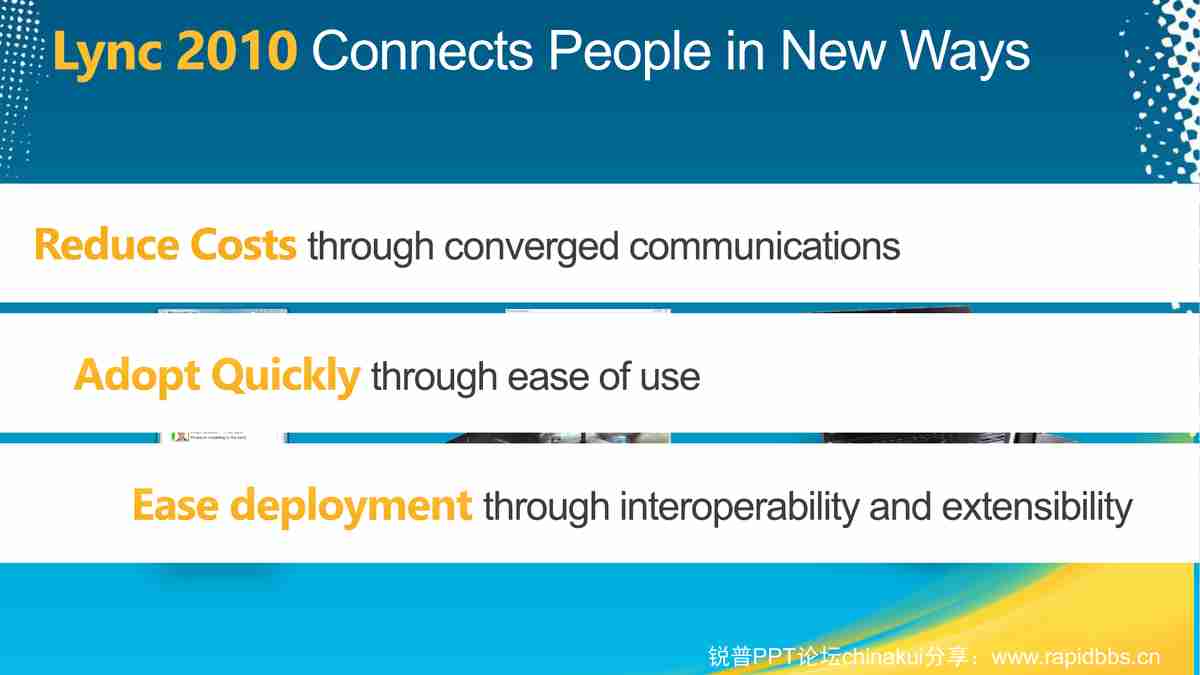 Lync 2010 Connects People in New Ways
Reduce Costs through converged communications
Adopt Quickly through ease of use
Ease deployment through interoperability and extensibility
锐普PPT论坛chinakui分享：www.rapidbbs.cn